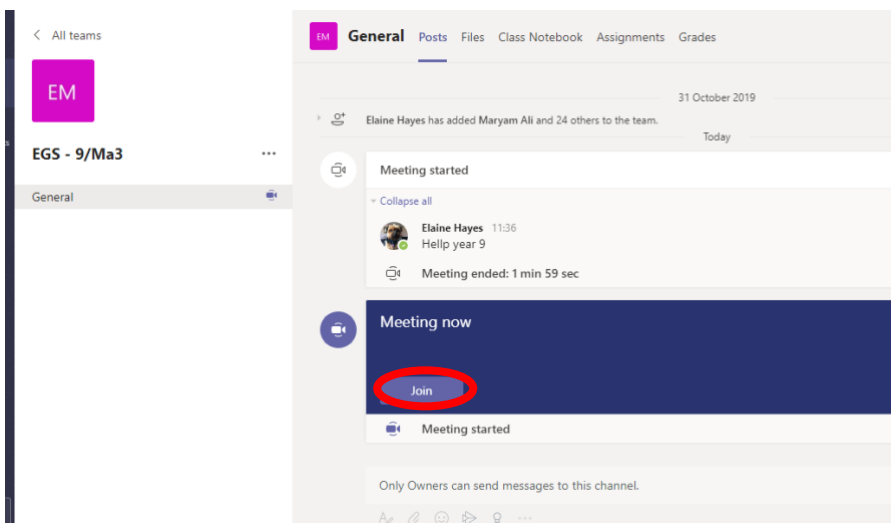 All teams
EM
EGS - 9/Ma3
...
General
EM General Posts Files Class Notebook Assignments Grades
31 October 2019
Elaine Hayes has added Maryam Ali and 24 others to the team.
Today
Meeting started
Collapse all
Elaine Hayes 11:36
Hellp year 9
Meeting ended: 1 min 59 sec
Meeting now
Join
Meeting started
Only Owners can send messages to this channel.